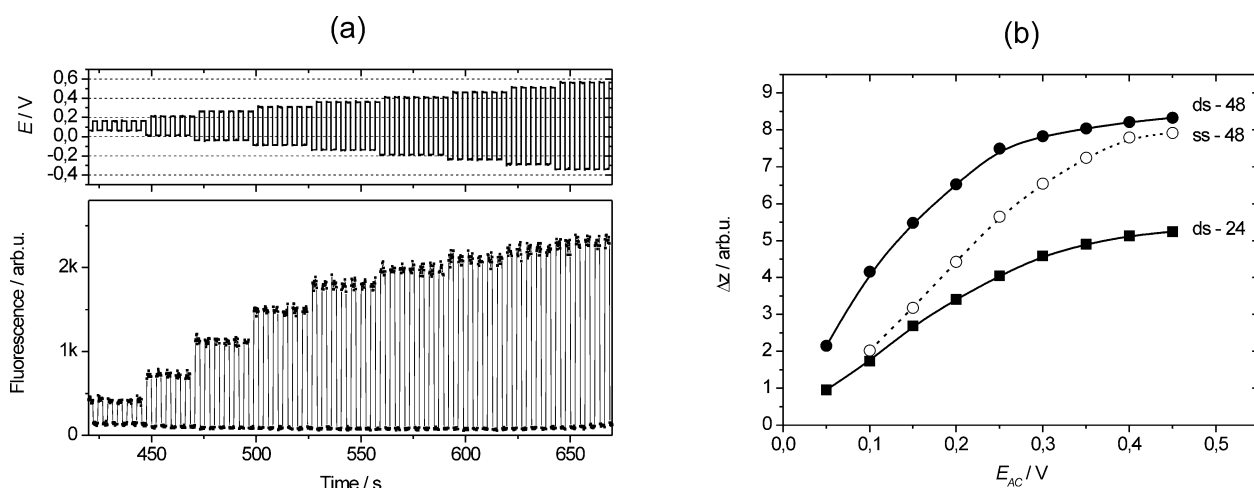 (a)
(b)
E / V
0,6
0,4
0,2
0,0
-0,2
-0,4
Fluorescence / arb.u.
2k
1k
0
450
500
550
600
650
Time / s
Δz / arb.u.
9
8
7
6
5
4
3
2
1
0
ds - 48
ss - 48
ds - 24
0,0
0,1
0,2
0,3
0,4
0,5
E AC / V